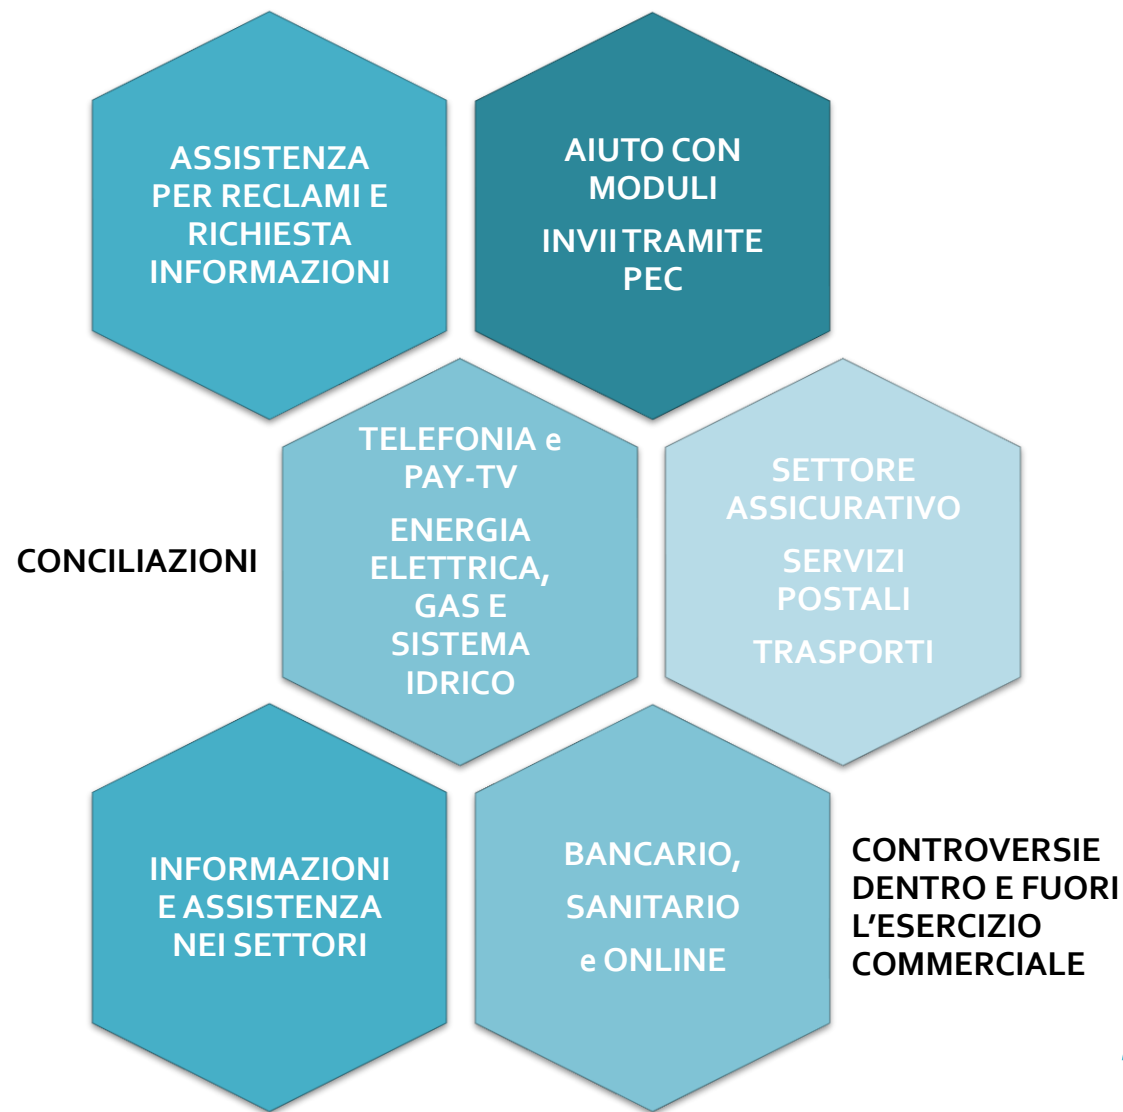 ASSISTENZA
PER RECLAMI E
RICHIESTA
INFORMAZIONI
AIUTO CON
MODULI
INVII TRAMITE
PEC
CONCILIAZIONI
TELEFONIA e
PAY-TV
ENERGIA
ELETTRICA,
GAS E
SISTEMA
IDRICO
SETTORE
ASSICURATIVO
SERVIZI
POSTALI
TRASPORTI
INFORMAZIONI
E ASSISTENZA
NEI SETTORI
BANCARIO,
SANITARIO
e ONLINE
CONTROVERSIE
DENTRO E FUORI
L’ESERCIZIO
COMMERCIALE